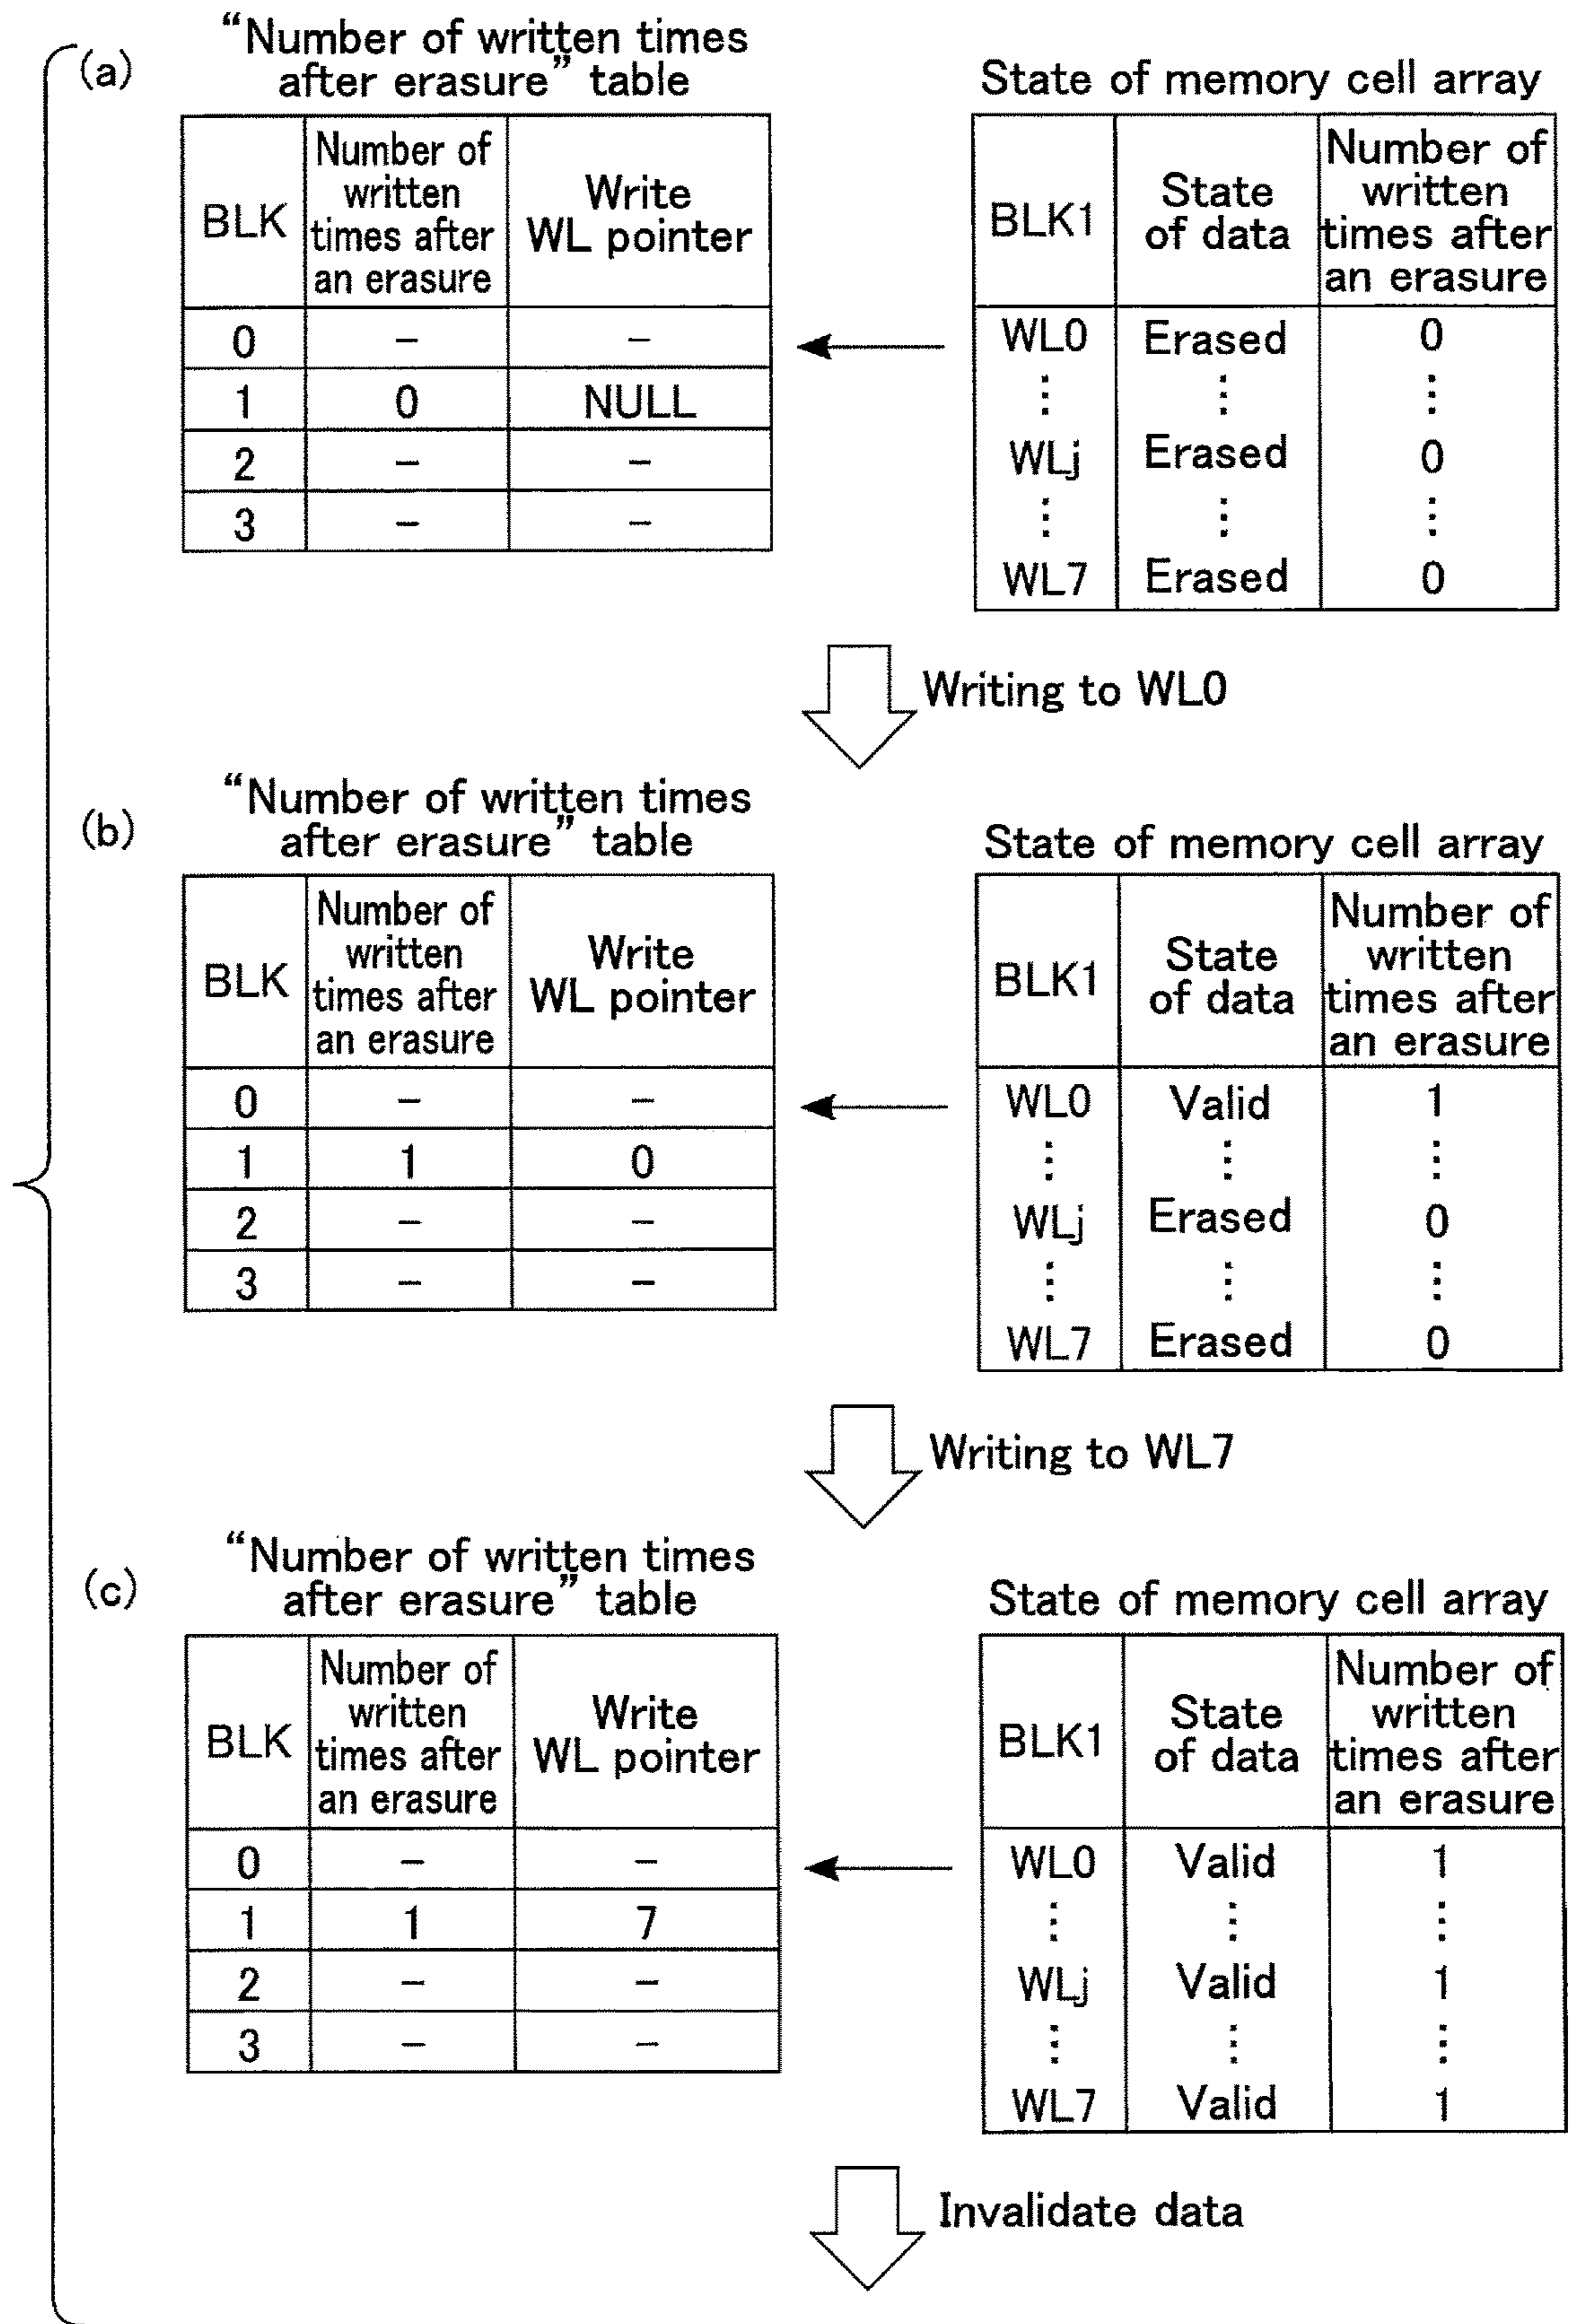 (a)
“Number of written times
after erasure” table
State of memory cell array
BLK
Number of
written
times after
an erasure
Write
WL pointer
0 – –
1 0 NULL
2 – –
3 – –
BLK1
State
of data
Number of
written
times after
an erasure
WL0 Erased 0
⋮ ⋮ ⋮
WLj Erased 0
⋮ ⋮ ⋮
WL7 Erased 0
Writing to WL0
(b)
“Number of written times
after erasure” table
State of memory cell array
BLK
Number of
written
times after
an erasure
Write
WL pointer
0 – –
1 1 0
2 – –
3 – –
BLK1
State
of data
Number of
written
times after
an erasure
WL0 Valid 1
⋮ ⋮ ⋮
WLj Erased 0
⋮ ⋮ ⋮
WL7 Erased 0
Writing to WL7
(c)
“Number of written times
after erasure” table
State of memory cell array
BLK
Number of
written
times after
an erasure
Write
WL pointer
0 – –
1 1 7
2 – –
3 – –
BLK1
State
of data
Number of
written
times after
an erasure
WL0 Valid 1
⋮ ⋮ ⋮
WLj Valid 1
⋮ ⋮ ⋮
WL7 Valid 1
Invalidate data